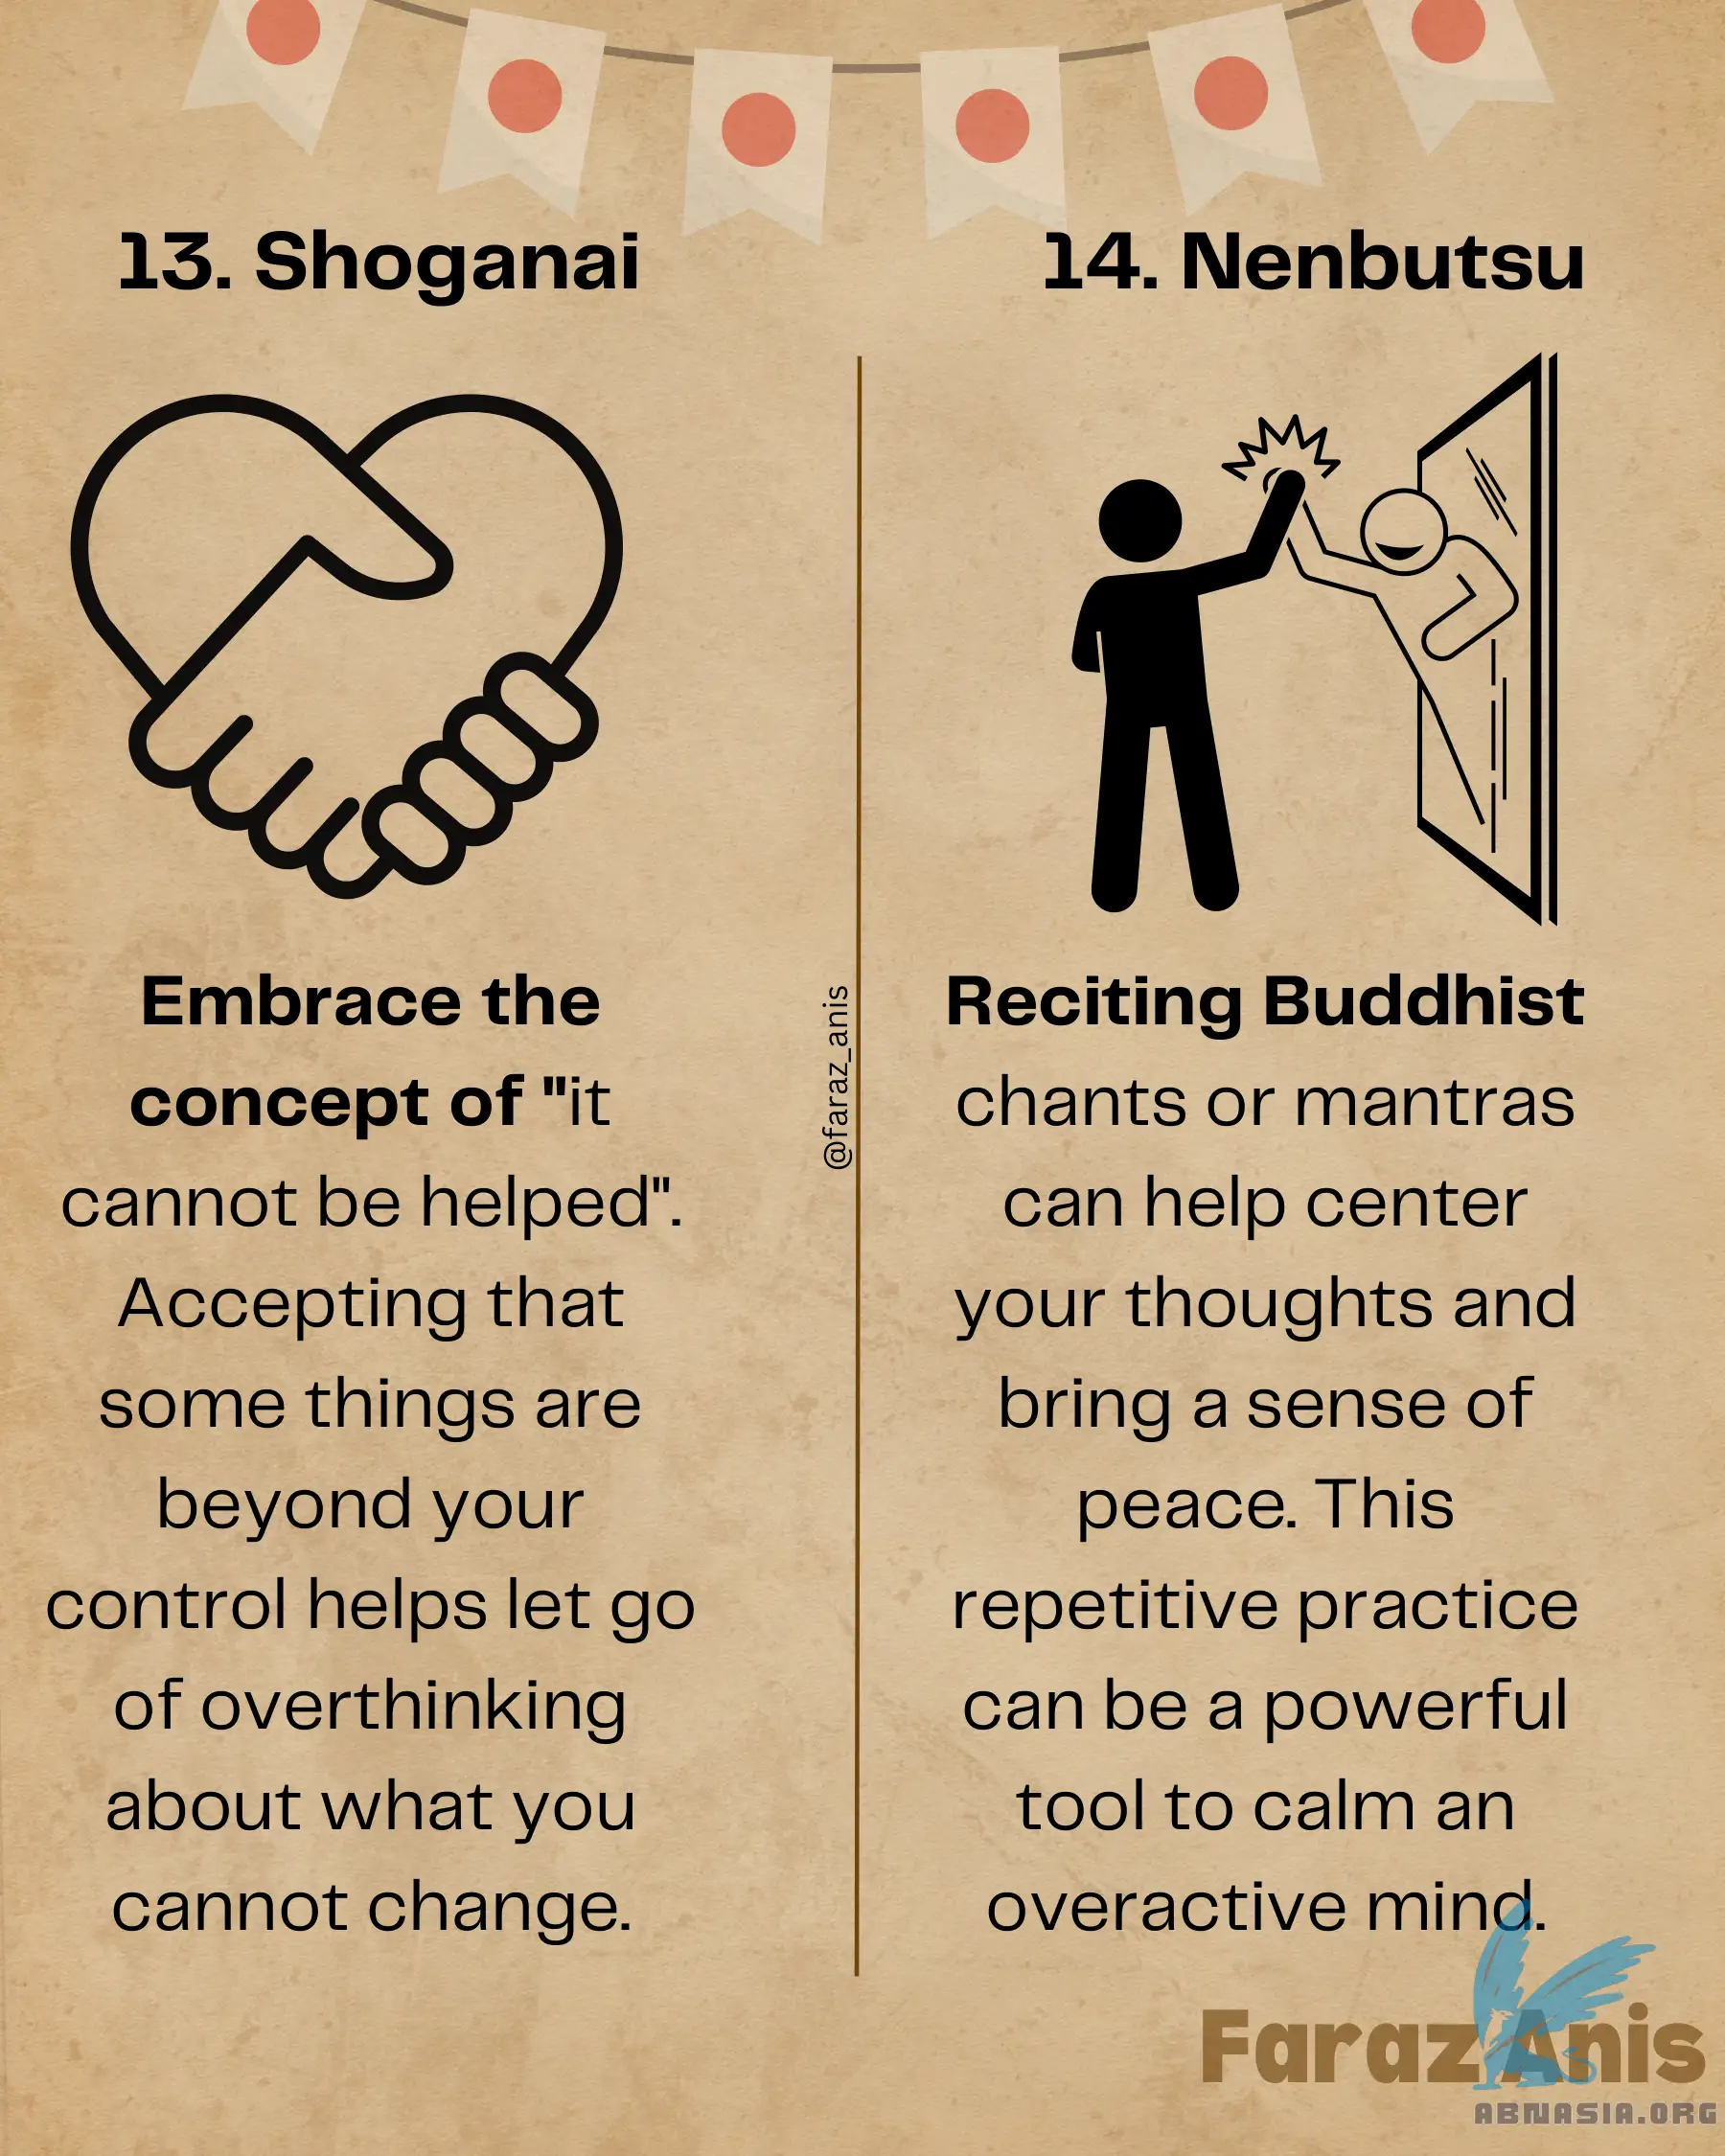 13. Shoganai
Embrace the
concept of "it
cannot be helped".
Accepting that
some things are
beyond your
control helps let go
of overthinking
about what you
cannot change.
@faraz_anis
14. Nenbutsu
Reciting Buddhist
chants or mantras
can help center
your thoughts and
bring a sense of
peace. This
repetitive practice
can be a powerful
tool to calm an
overactive mind.
Faraz Anis
ABNASIA.ORG